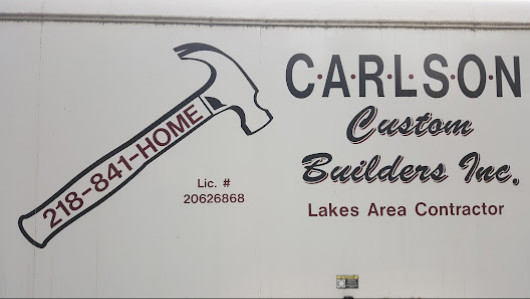 218-841-HOME
Lic. #
20626868
C·A·R·L·S·O·N
Custom
Builders Inc.
Lakes Area Contractor